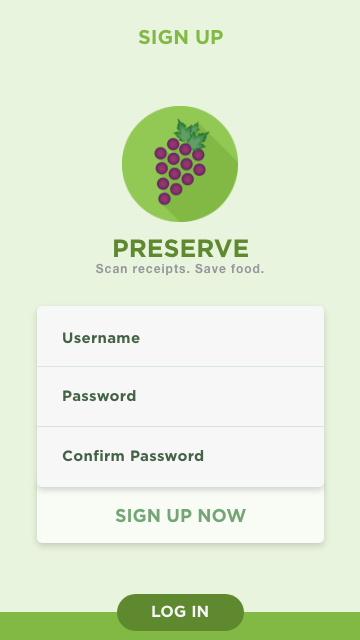 SIGN UP
PRESERVE
Scan receipts. Save food.
Username
Password
Confirm Password
SIGN UP NOW
LOG IN